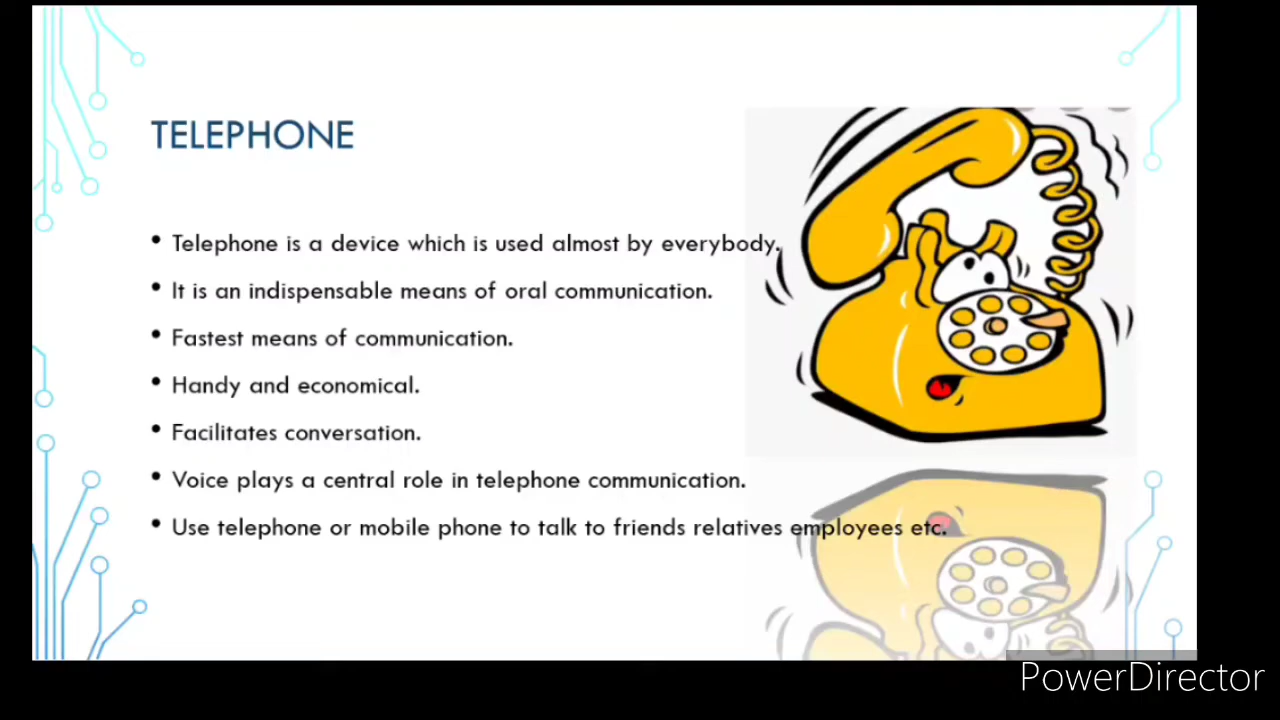 TELEPHONE
• Telephone is a device which is used almost by everybody.
• It is an indispensable means of oral communication.
• Fastest means of communication.
• Handy and economical.
• Facilitates conversation.
• Voice plays a central role in telephone communication.
• Use telephone or mobile phone to talk to friends relatives employees etc.
PowerDirector